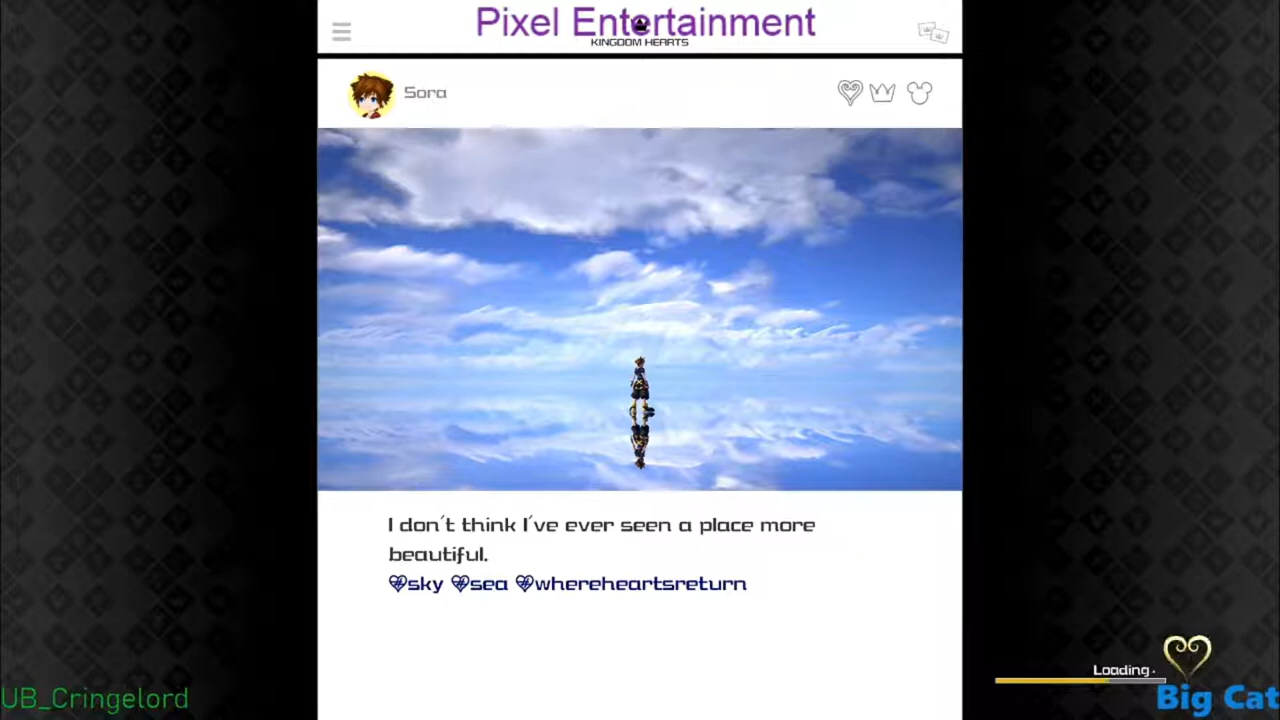 Pixel Entertainment
KINGDOM HEARTS
Sora
I don't think I've ever seen a place more
beautiful.
#sky #sea #whereheartsreturn
Loading.
UB_Cringelord
Big Cat